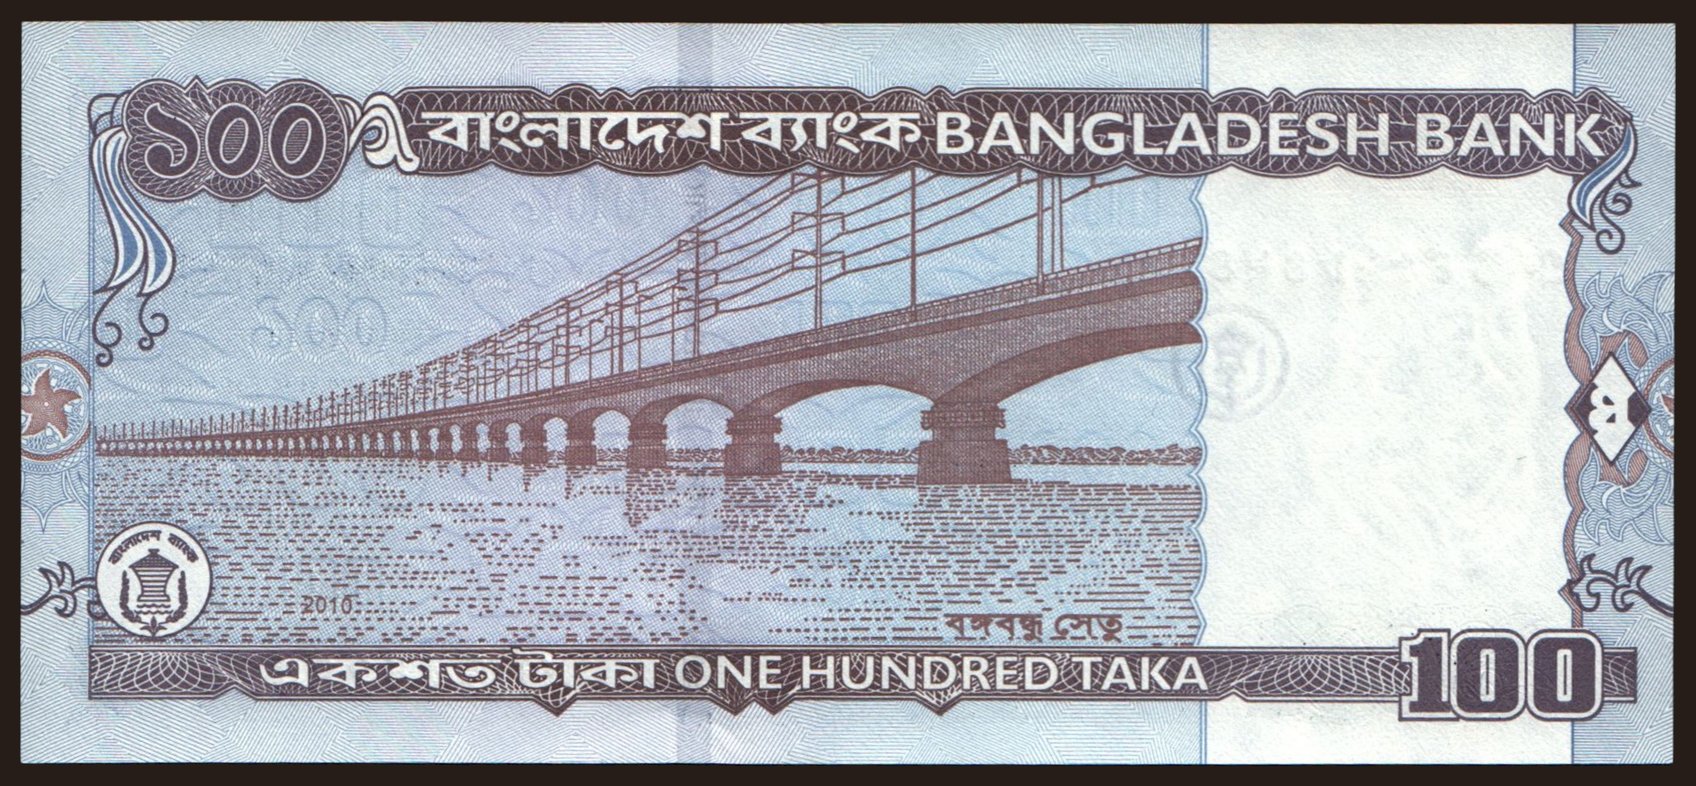 ১০০ বাংলাদেশ ব্যাংক BANGLADESH BANK
বাংলাদেশ ব্যাংক
2010
বঙ্গবন্ধু সেতু
একশত টাকা ONE HUNDRED TAKA 100